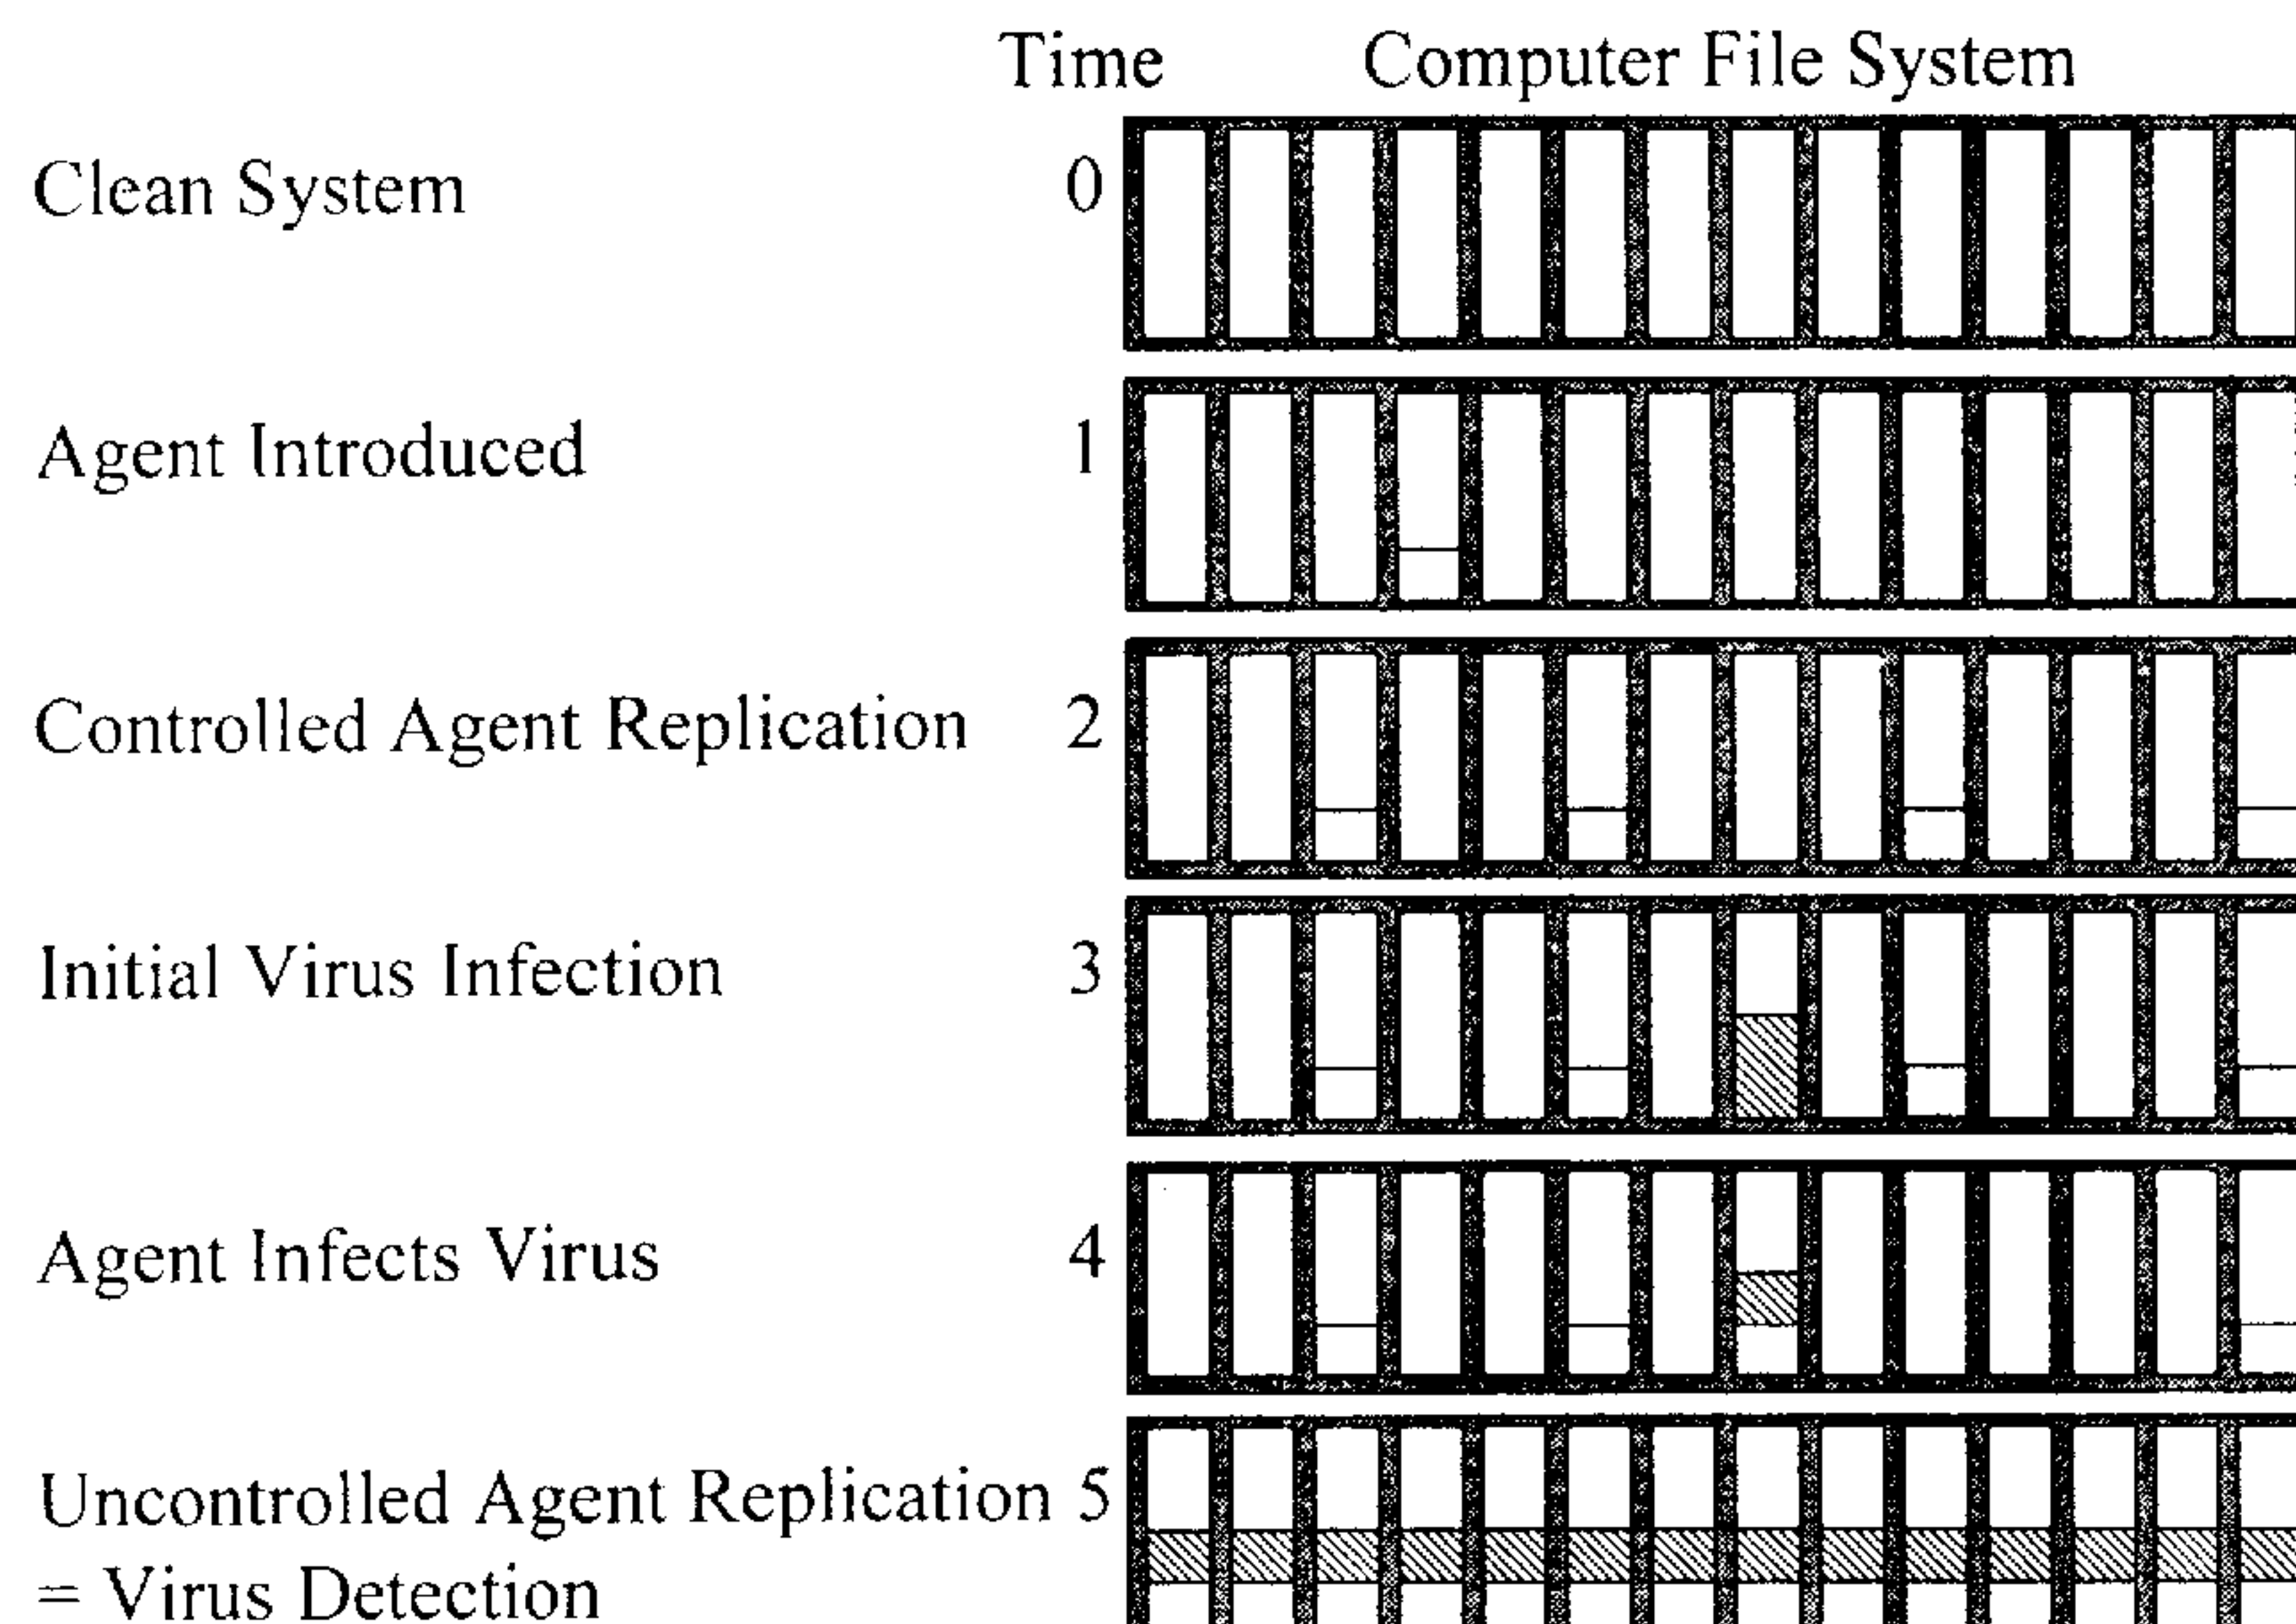 Time Computer File System
Clean System 0
Agent Introduced 1
Controlled Agent Replication 2
Initial Virus Infection 3
Agent Infects Virus 4
Uncontrolled Agent Replication 5
= Virus Detection